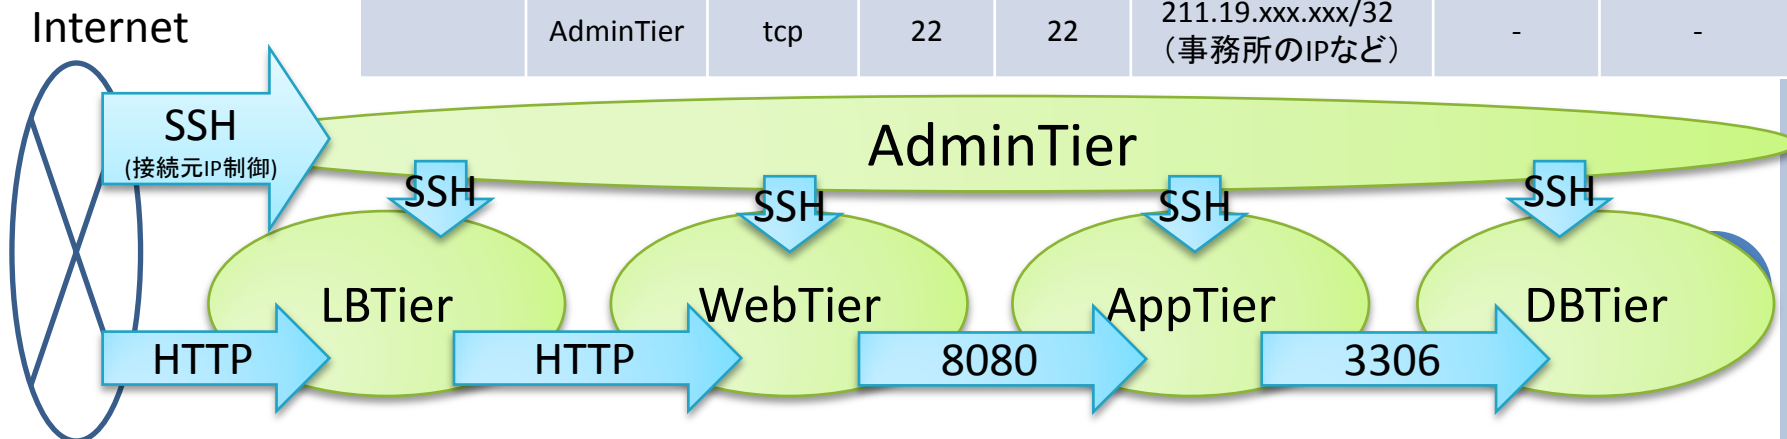 Internet
AdminTier tcp 22 22 211.19.xxx.xxx/32 - -
（事務所のIPなど）
SSH
(接続元IP制御)
AdminTier
SSH SSH SSH SSH
LBTier WebTier AppTier DBTier
HTTP HTTP 8080 3306